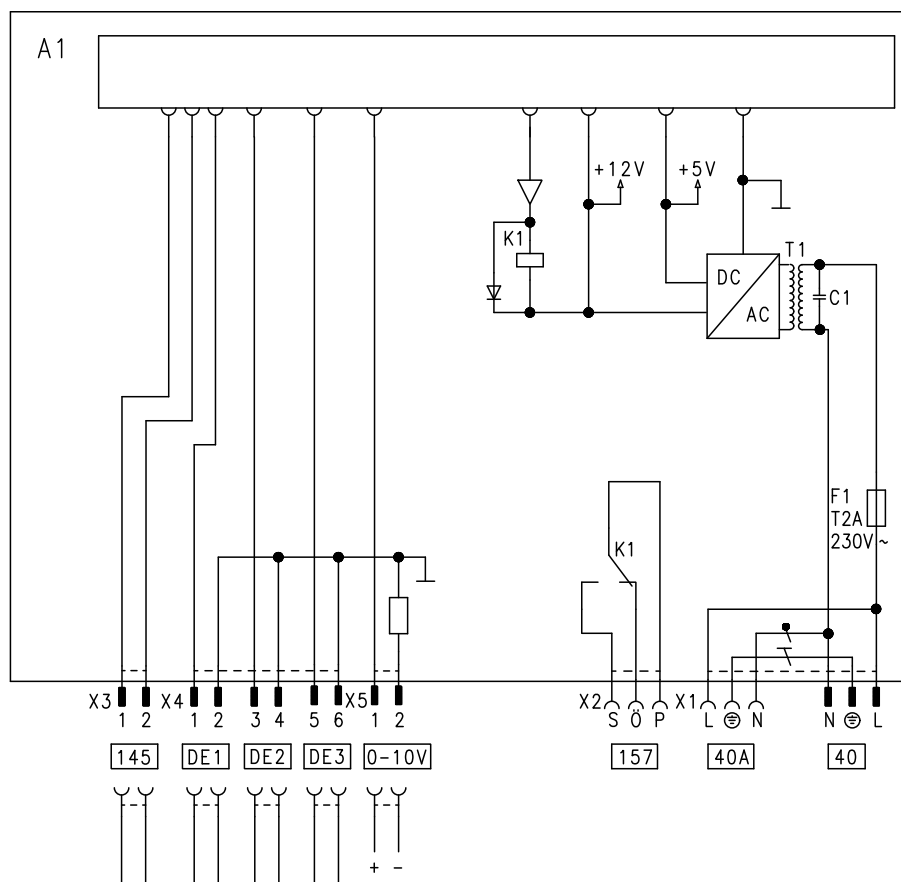 A1
+12V +5V
K1 T1
DC
AC C1
F1
T2A
230V~
K1
X3 X4 X5 X2 X1
1 2 1 2 3 4 5 6 1 2 S Ö P L N N L
145 DE1 DE2 DE3 0-10V 157 40A 40
+ -